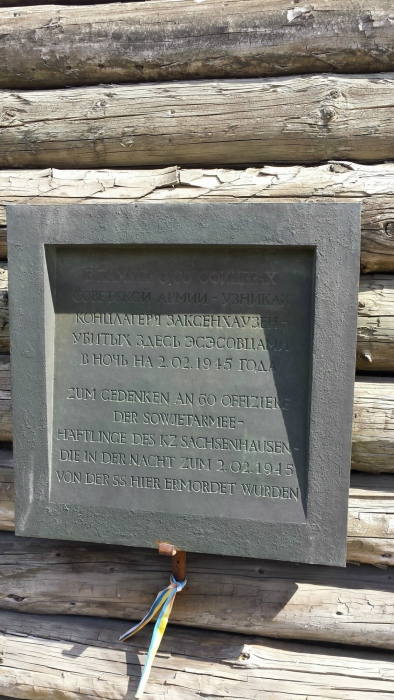 СОВЕТСКОЙ АРМИИ - УЗНИКАХ
КОНЦЛАГЕРЯ ЗАКСЕНХАУЗЕН -
УБИТЫХ ЗДЕСЬ ЭСЭСОВЦАМИ
В НОЧЬ НА 2.02.1945 ГОДА
ZUM GEDENKEN AN 60 OFFIZIERE
DER SOWJETARMEE-
HÄFTLINGE DES KZ SACHSENHAUSEN-
DIE IN DER NACHT ZUM 2.02.1945
VON DER SS HIER ERMORDET WURDEN